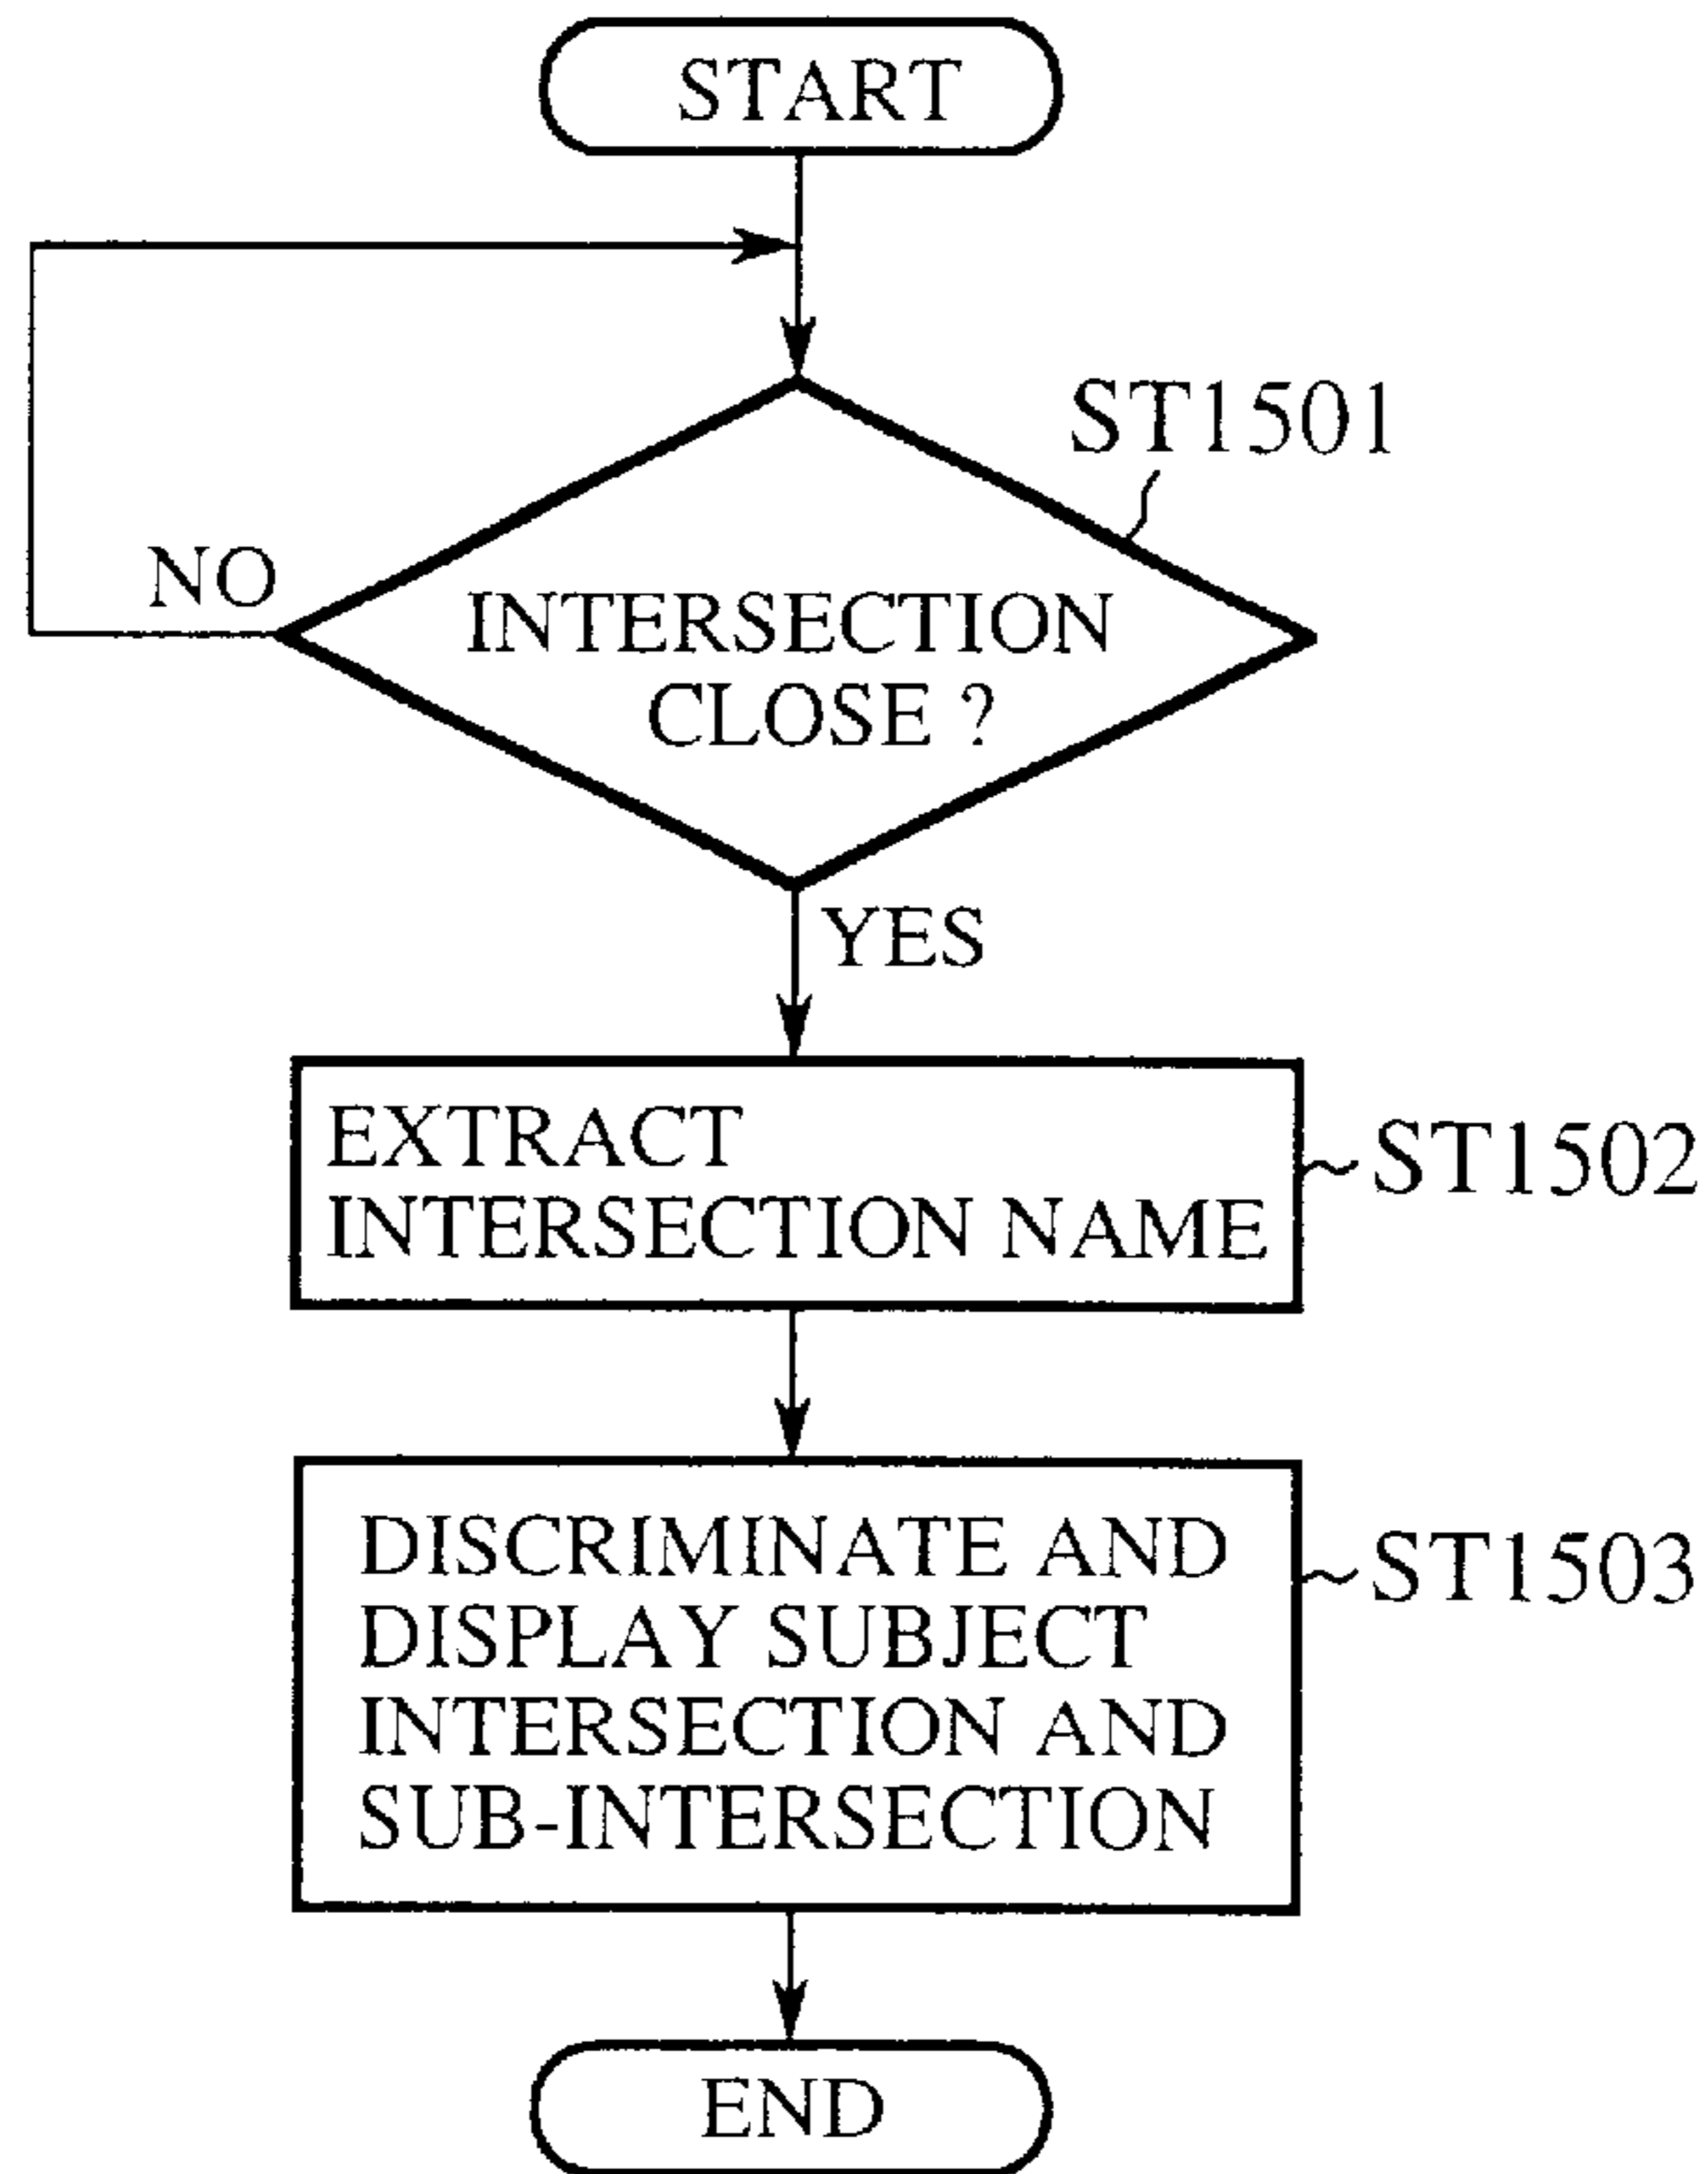 START
ST1501
NO
INTERSECTION
CLOSE ?
YES
EXTRACT
INTERSECTION NAME
ST1502
DISCRIMINATE AND
DISPLAY SUBJECT
INTERSECTION AND
SUB-INTERSECTION
ST1503
END